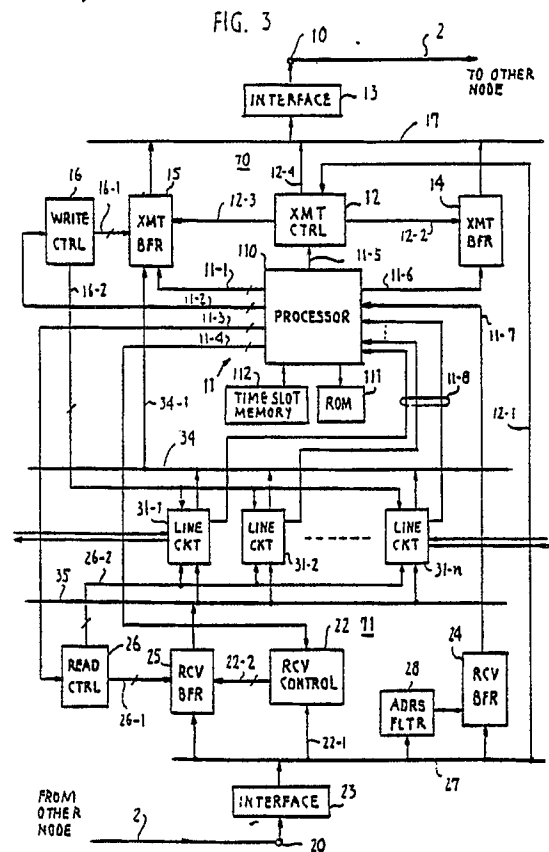 FIG. 3
10
2
TO OTHER
NODE
INTERFACE
13
17
70
12-4
16
16-1
15
12-3
12
14
WRITE
CTRL
XMT
BFR
XMT
CTRL
12-2
XMT
BFR
110
11-5
16-2
11-1
11-6
11-2
PROCESSOR
11-3
11-4
11-7
11
112
TIME SLOT
MEMORY
ROM
111
11-8
34-1
12-1
34
31-1
LINE
CKT
LINE
CKT
LINE
CKT
26-2
31-2
31-n
35
22
71
26
25
24
READ
CTRL
RCV
BFR
22-2
RCV
CONTROL
28
ADRS
FLTR
RCV
BFR
26-1
22-1
27
FROM
OTHER
NODE
INTERFACE
23
2
20